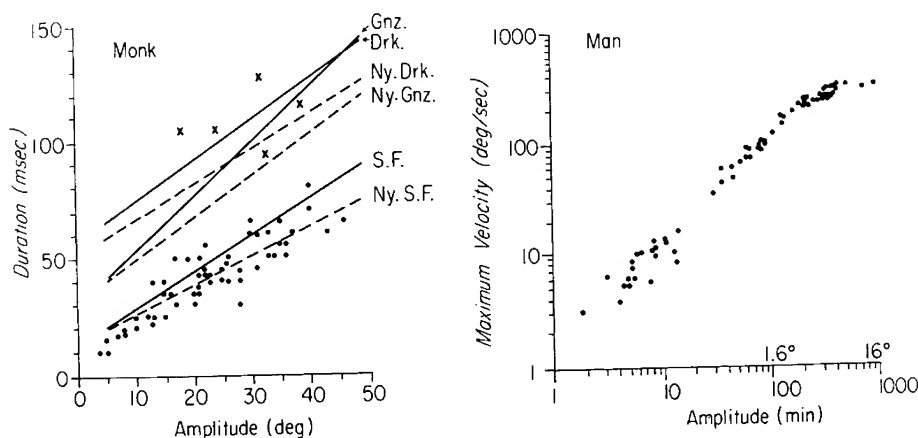 150
100
50
0
Duration (msec)
Monk
Gnz.
Drk.
Ny. Drk.
Ny. Gnz.
S.F.
Ny. S.F.
0 10 20 30 40 50
Amplitude (deg)
1000
100
10
1
Maximum Velocity (deg/sec)
Man
1.6° 16°
1 10 100 1000
Amplitude (min)